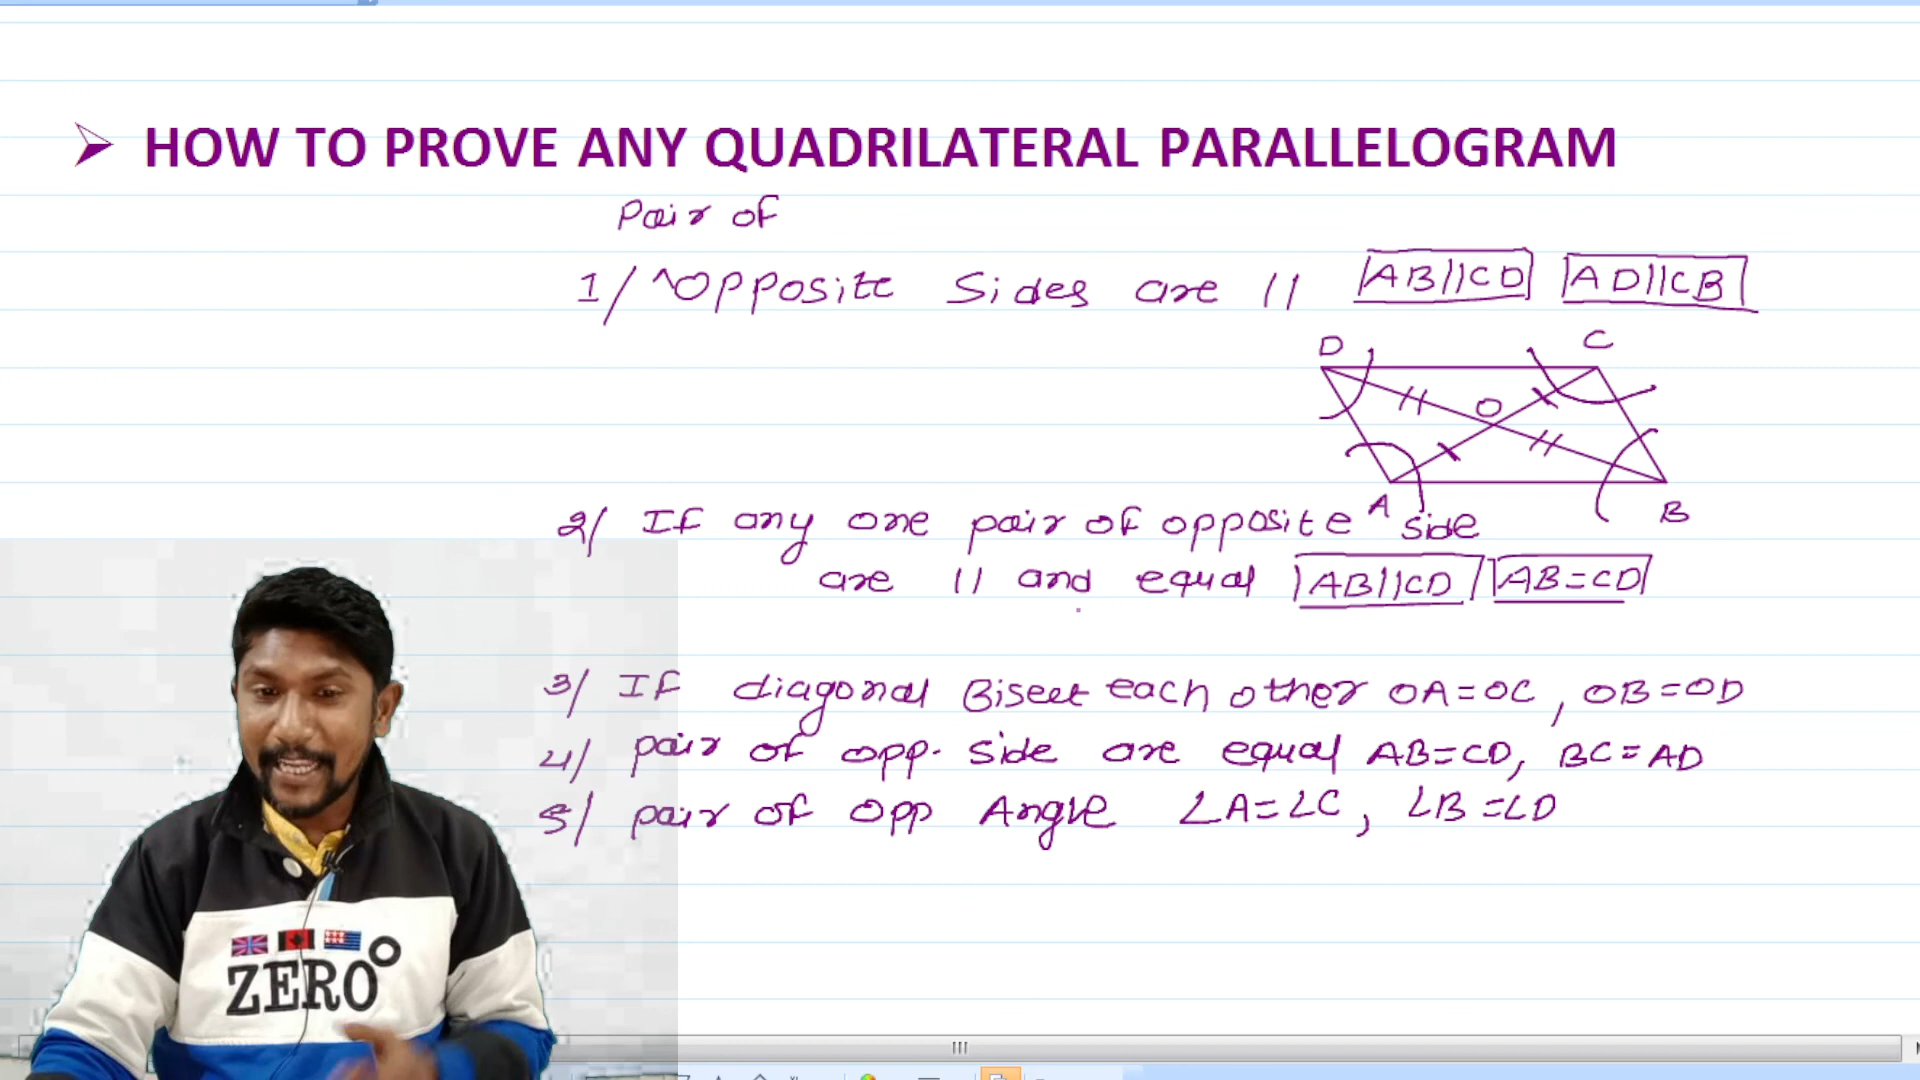 HOW TO PROVE ANY QUADRILATERAL PARALLELOGRAM
Pair of
1/ ^Opposite Sides are || AB||CD AD||CB
D C
O
A B
2/ If any one pair of opposite side
are || and equal AB||CD AB=CD
3/ If diagonal Bisect each other OA=OC, OB=OD
4/ pair of opp. side are equal AB=CD, BC=AD
5/ pair of opp Angle ∠A=∠C, ∠B=∠D
ZERO°